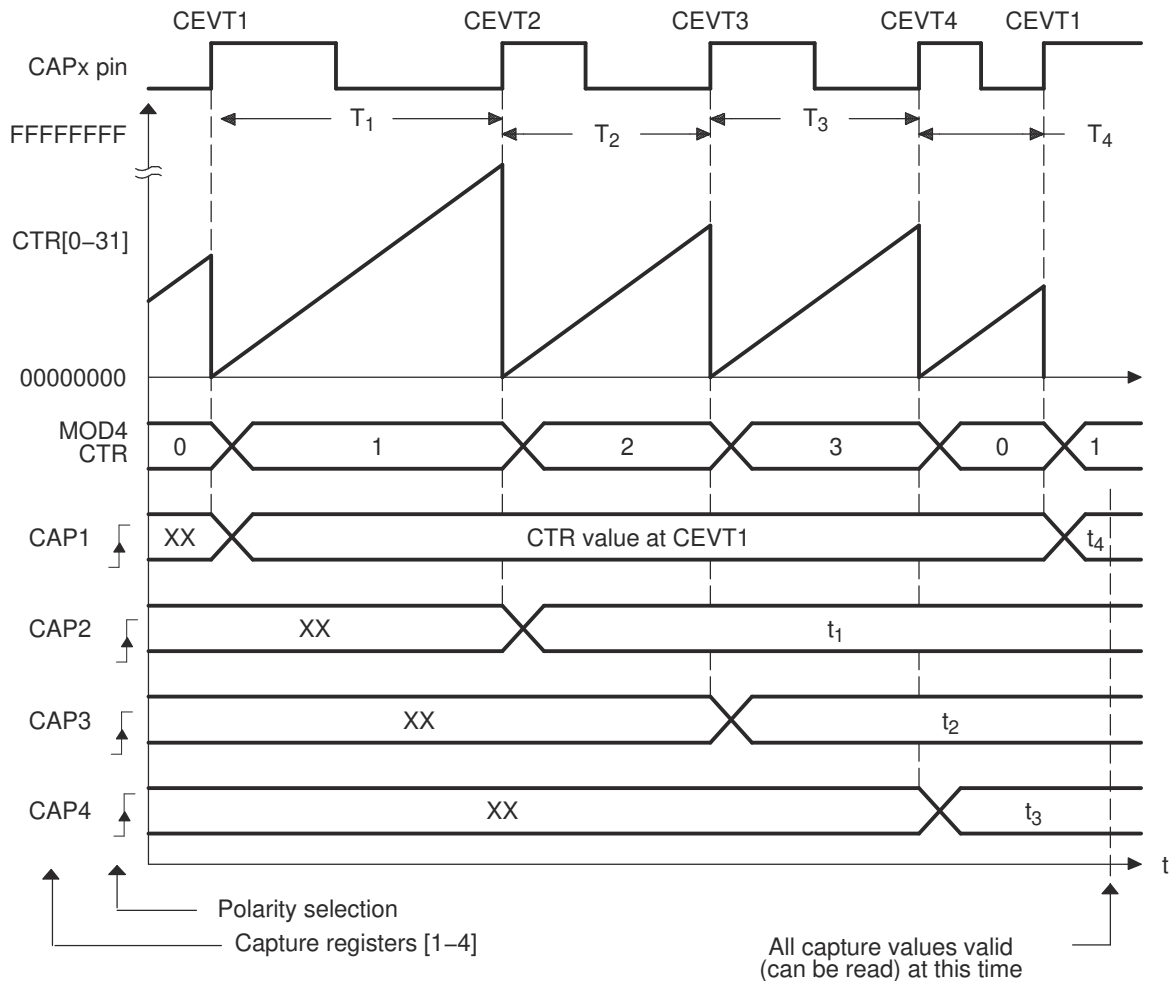 CEVT1 CEVT2 CEVT3 CEVT4 CEVT1
CAPx pin
T1 T2 T3 T4
FFFFFFFF
CTR[0–31]
00000000
MOD4
CTR
0 1 2 3 0 1
CAP1 XX CTR value at CEVT1 t4
CAP2 XX t1
CAP3 XX t2
CAP4 XX t3
t
Polarity selection
Capture registers [1–4]
All capture values valid
(can be read) at this time